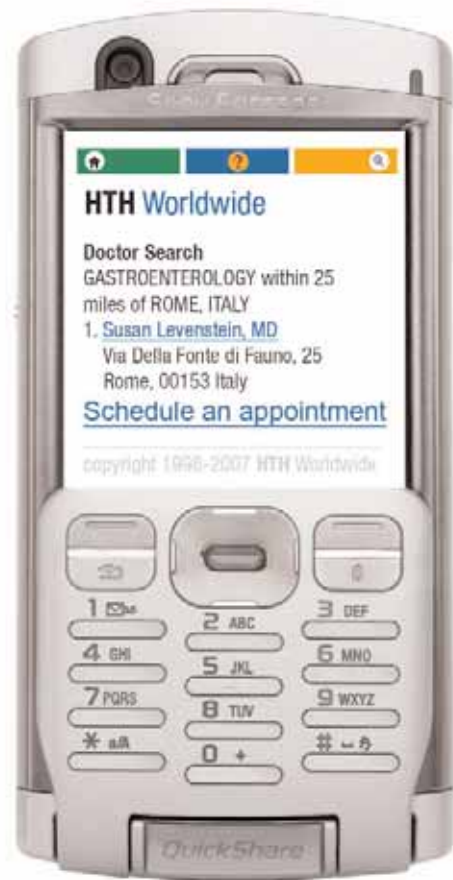 Sony Ericsson
HTH Worldwide
Doctor Search
GASTROENTEROLOGY within 25
miles of ROME, ITALY
1. Susan Levenstein, MD
Via Della Fonte di Fauno, 25
Rome, 00153 Italy
Schedule an appointment
copyright 1998-2007 HTH Worldwide
1
2 ABC
3 DEF
4 GHI
5 JKL
6 MNO
7 PQRS
8 TUV
9 WXYZ
* a/A
0 +
#
QuickShare